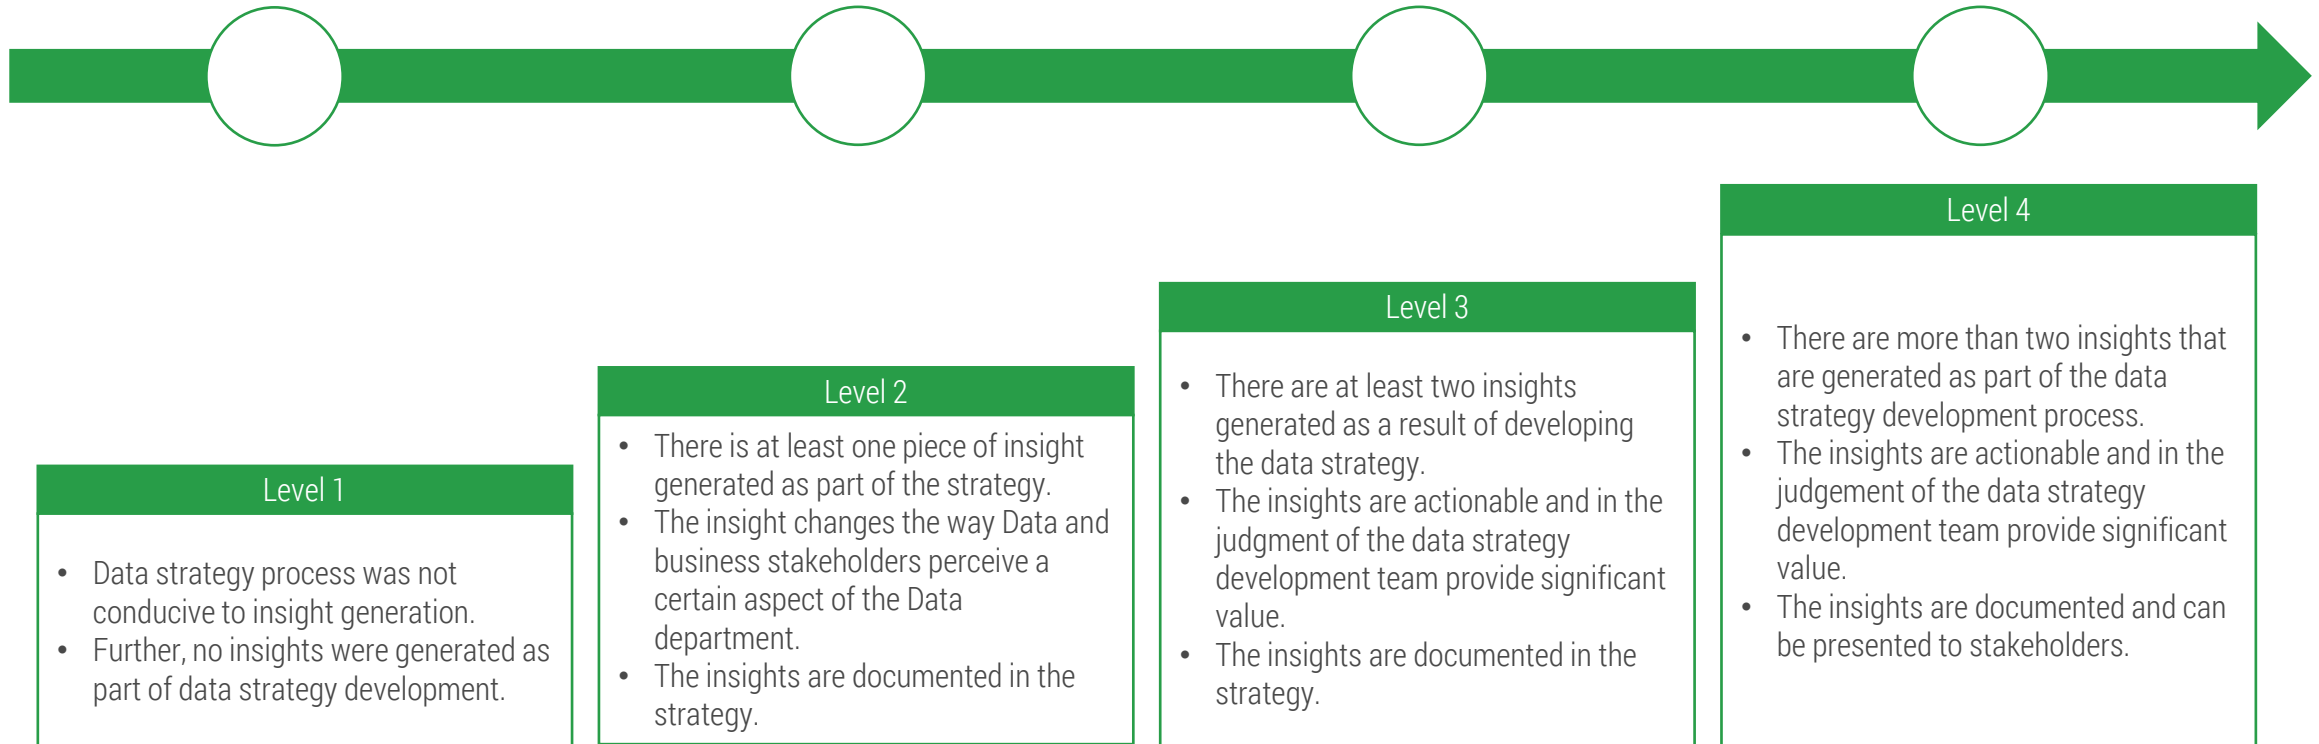 Level 1
• Data strategy process was not
conducive to insight generation.
• Further, no insights were generated as
part of data strategy development.
Level 2
• There is at least one piece of insight
generated as part of the strategy.
• The insight changes the way Data and
business stakeholders perceive a
certain aspect of the Data
department.
• The insights are documented in the
strategy.
Level 3
• There are at least two insights
generated as a result of developing
the data strategy.
• The insights are actionable and in the
judgment of the data strategy
development team provide significant
value.
• The insights are documented in the
strategy.
Level 4
• There are more than two insights that
are generated as part of the data
strategy development process.
• The insights are actionable and in the
judgement of the data strategy
development team provide significant
value.
• The insights are documented and can
be presented to stakeholders.